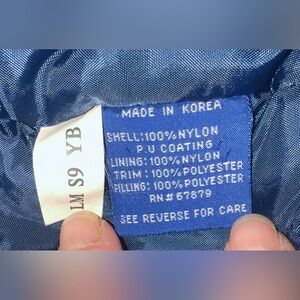 MADE IN KOREA
SHELL:100%NYLON
P.U COATING
LINING:100%NYLON
TRIM:100%POLYESTER
FILLING:100%POLYESTER
RN#67879
SEE REVERSE FOR CARE
LM S9 YB